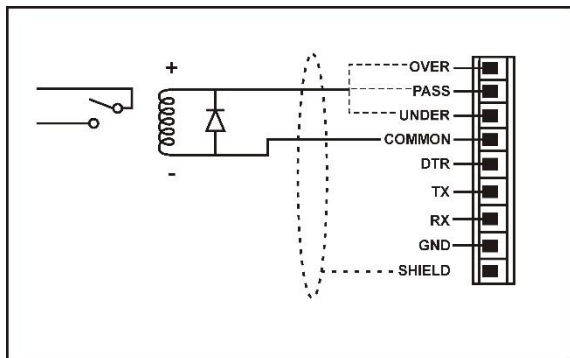 +
-
OVER
PASS
UNDER
COMMON
DTR
TX
RX
GND
SHIELD